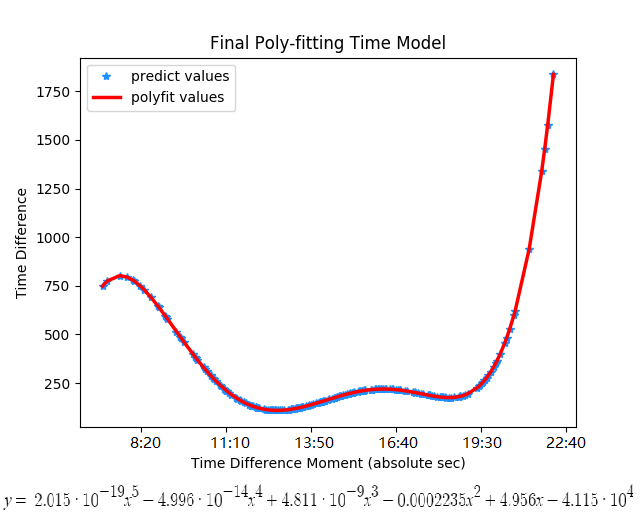 Final Poly-fitting Time Model
predict values
polyfit values
Time Difference
1750
1500
1250
1000
750
500
250
8:20 11:10 13:50 16:40 19:30 22:40
Time Difference Moment (absolute sec)
y = 2.015 · 10^{-19}x^5 − 4.996 · 10^{-14}x^4 + 4.811 · 10^{-9}x^3 − 0.0002235x^2 + 4.956x − 4.115 · 10^4